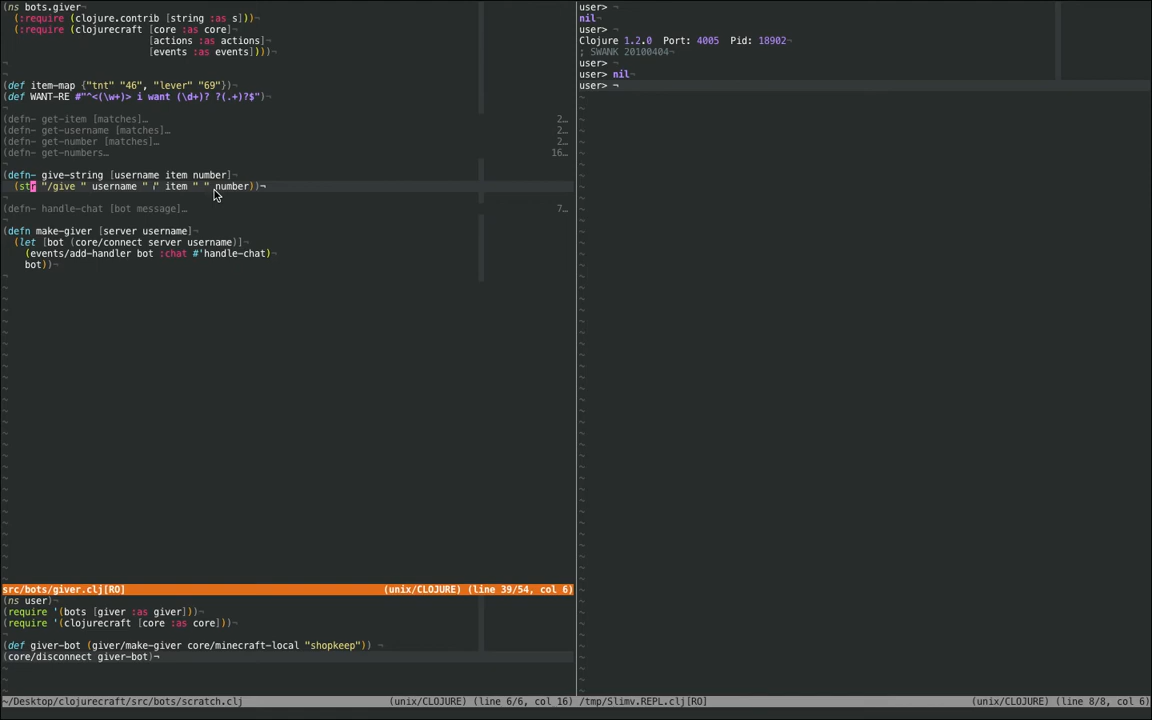 (ns bots.giver¬
(:require (clojure.contrib [string :as s]))¬
(:require (clojurecraft [core :as core]¬
[actions :as actions]¬
[events :as events])))¬
¬
¬
(def item-map {"tnt" "46", "lever" "69"})¬
(def WANT-RE #"^<(\w+)> i want (\d+)? ?(.+)?$")¬
¬
(defn- get-item [matches]… 2…
(defn- get-username [matches]… 2…
(defn- get-number [matches]… 2…
(defn- get-numbers… 16…
¬
(defn- give-string [username item number]¬
(str "/give " username " " item " " number))¬
¬
(defn- handle-chat [bot message]… 7…
¬
(defn make-giver [server username]¬
(let [bot (core/connect server username)]¬
(events/add-handler bot :chat #'handle-chat)
bot))¬
src/bots/giver.clj[RO] (unix/CLOJURE) (line 39/54, col 6)
(ns user)¬
(require '(bots [giver :as giver]))¬
(require '(clojurecraft [core :as core]))¬
¬
(def giver-bot (giver/make-giver core/minecraft-local "shopkeep")) ¬
(core/disconnect giver-bot)¬
~/Desktop/clojurecraft/src/bots/scratch.clj (unix/CLOJURE) (line 6/6, col 16)
user> ¬
nil¬
user> ¬
Clojure 1.2.0 Port: 4005 Pid: 18902¬
; SWANK 20100404¬
user> ¬
user> nil¬
user> ¬
/tmp/Slimv.REPL.clj[RO] (unix/CLOJURE) (line 8/8, col 6)